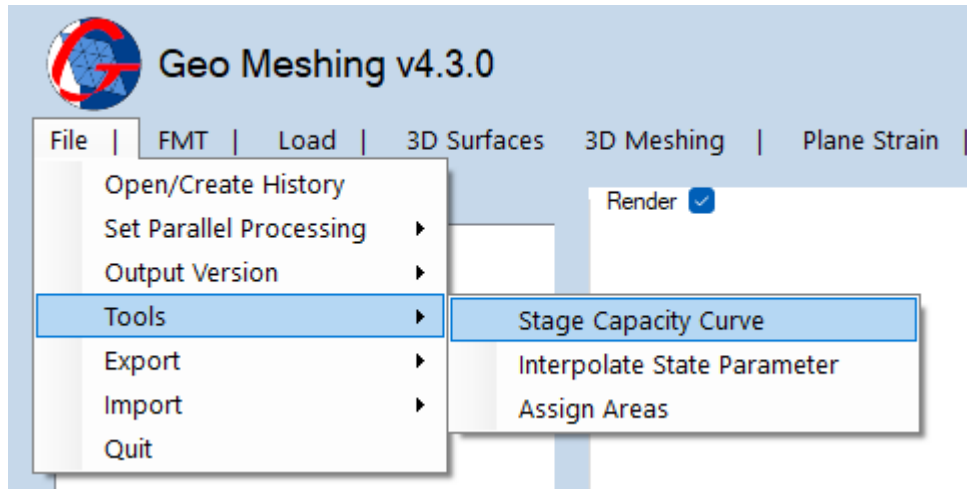 Geo Meshing v4.3.0
File | FMT | Load | 3D Surfaces 3D Meshing | Plane Strain |
Open/Create History
Render
Set Parallel Processing
Output Version
Tools
Stage Capacity Curve
Export
Interpolate State Parameter
Import
Assign Areas
Quit